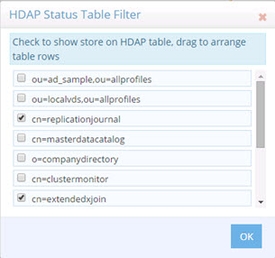 HDAP Status Table Filter
Check to show store on HDAP table, drag to arrange
table rows
ou=ad_sample,ou=allprofiles
ou=localvds,ou=allprofiles
cn=replicationjournal
cn=masterdatacatalog
o=companydirectory
cn=clustermonitor
cn=extendedxjoin
OK